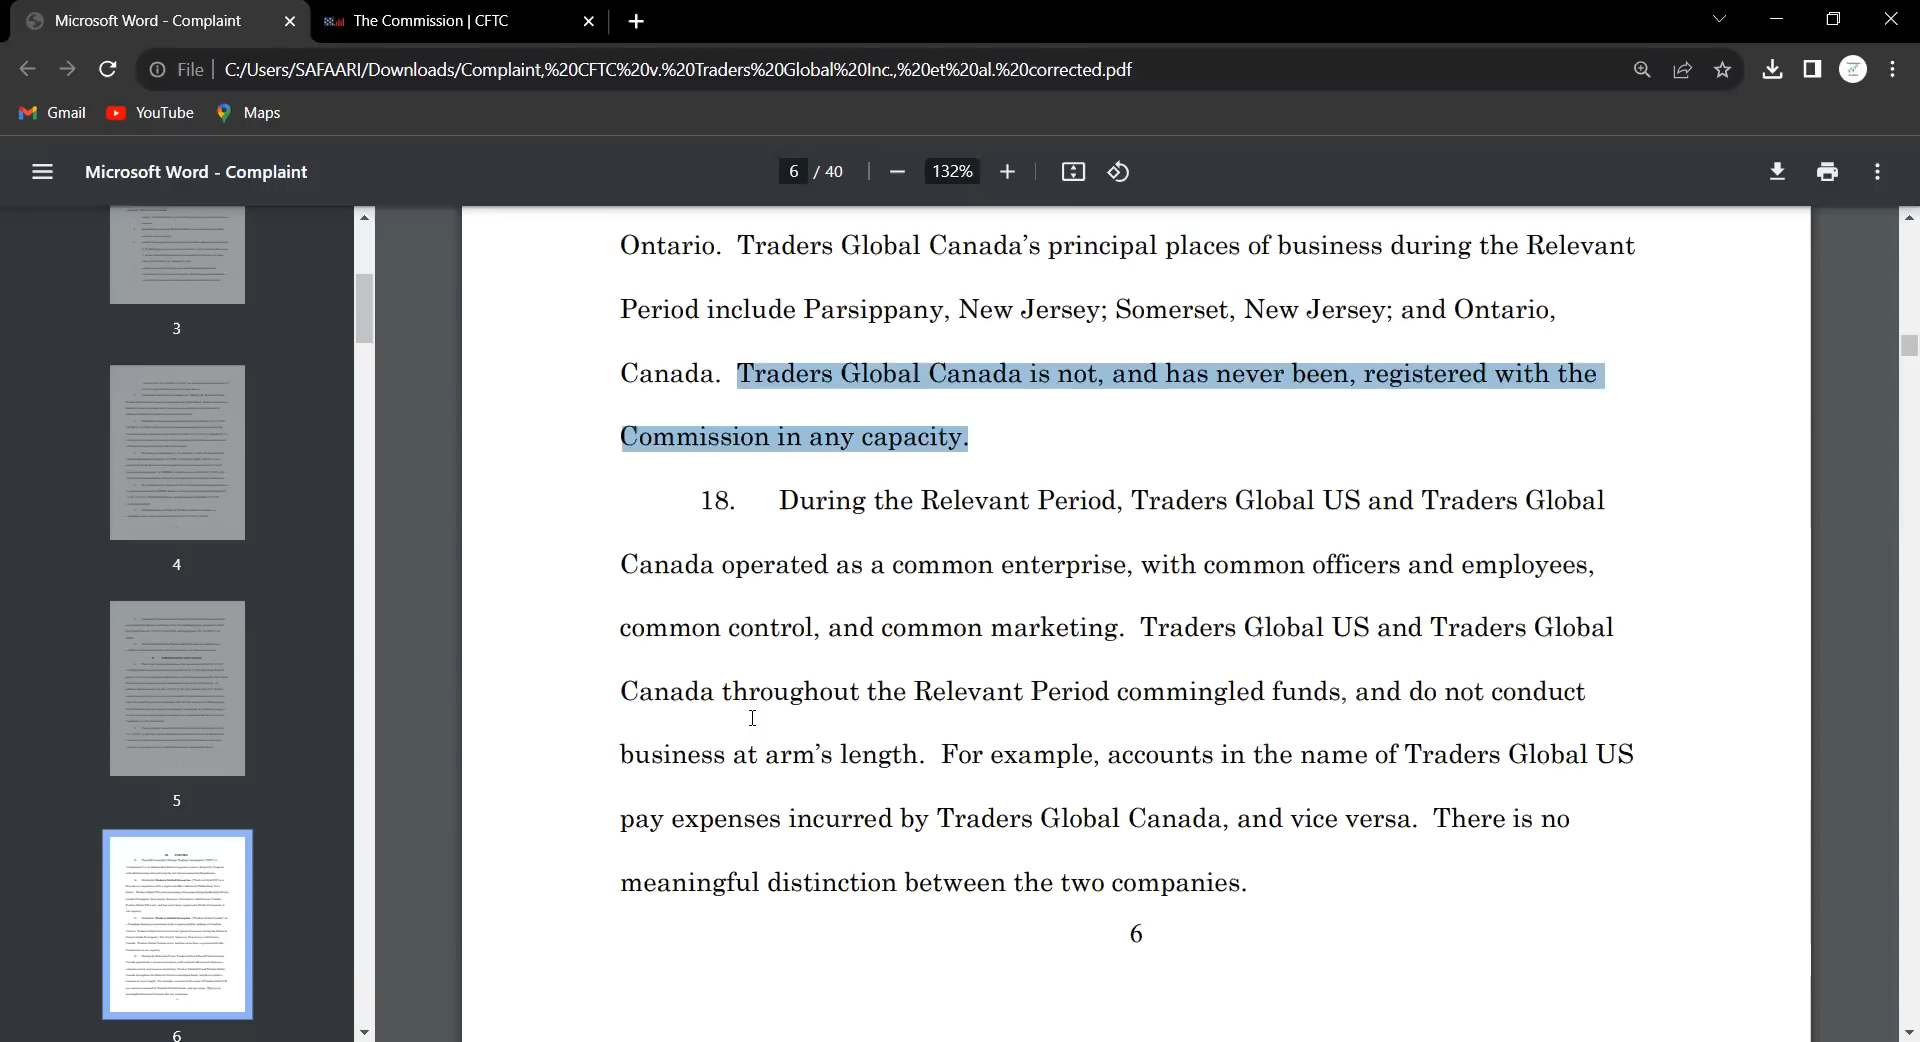 Microsoft Word - Complaint
The Commission | CFTC
File
C:/Users/SAFAARI/Downloads/Complaint,%20CFTC%20v.%20Traders%20Global%20Inc.,%20et%20al.%20corrected.pdf
Gmail
YouTube
Maps
Microsoft Word - Complaint
6 / 40
132%
3
4
5
6
Ontario. Traders Global Canada’s principal places of business during the Relevant
Period include Parsippany, New Jersey; Somerset, New Jersey; and Ontario,
Canada. Traders Global Canada is not, and has never been, registered with the
Commission in any capacity.
18. During the Relevant Period, Traders Global US and Traders Global
Canada operated as a common enterprise, with common officers and employees,
common control, and common marketing. Traders Global US and Traders Global
Canada throughout the Relevant Period commingled funds, and do not conduct
business at arm’s length. For example, accounts in the name of Traders Global US
pay expenses incurred by Traders Global Canada, and vice versa. There is no
meaningful distinction between the two companies.
6